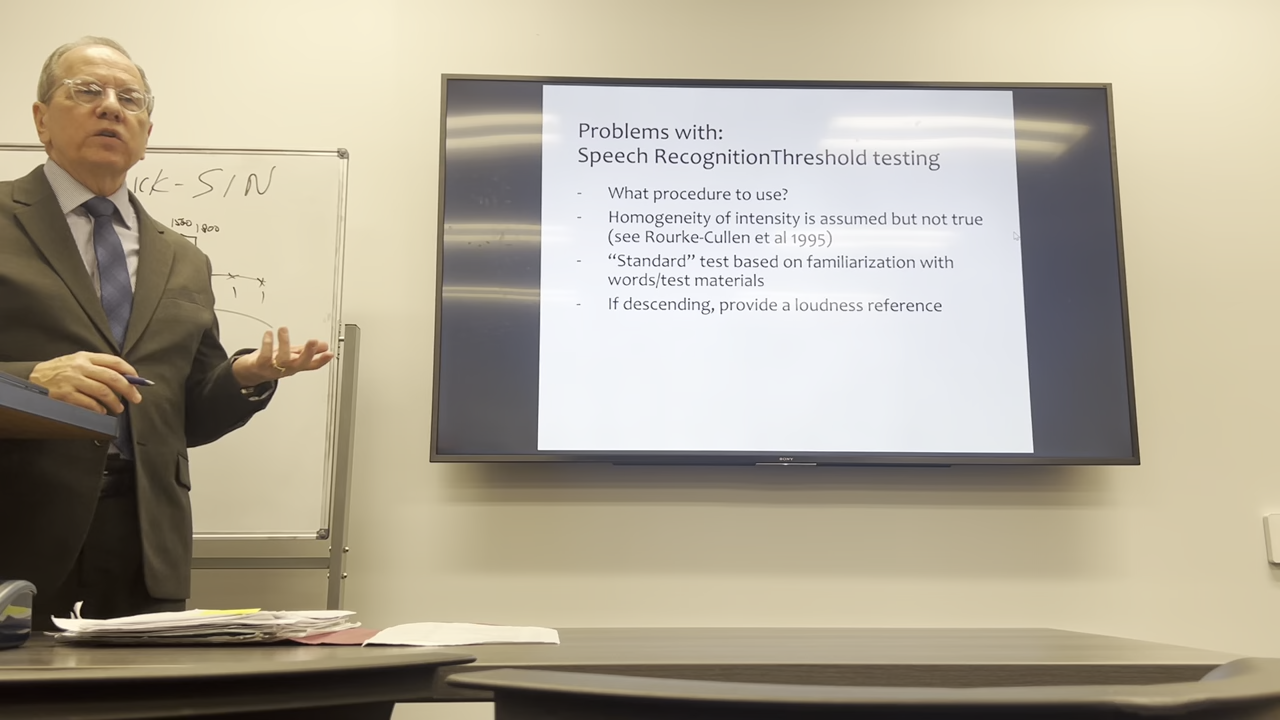 CK-SIN
1500 1800
Problems with:
Speech RecognitionThreshold testing
- What procedure to use?
- Homogeneity of intensity is assumed but not true
(see Rourke-Cullen et al 1995)
- “Standard” test based on familiarization with
words/test materials
- If descending, provide a loudness reference
SONY